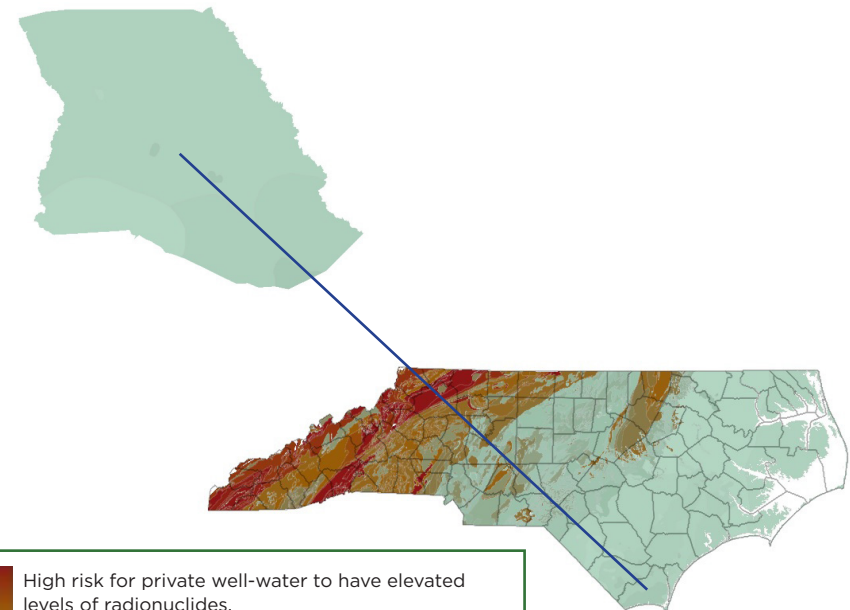 High risk for private well-water to have elevated
levels of radionuclides.